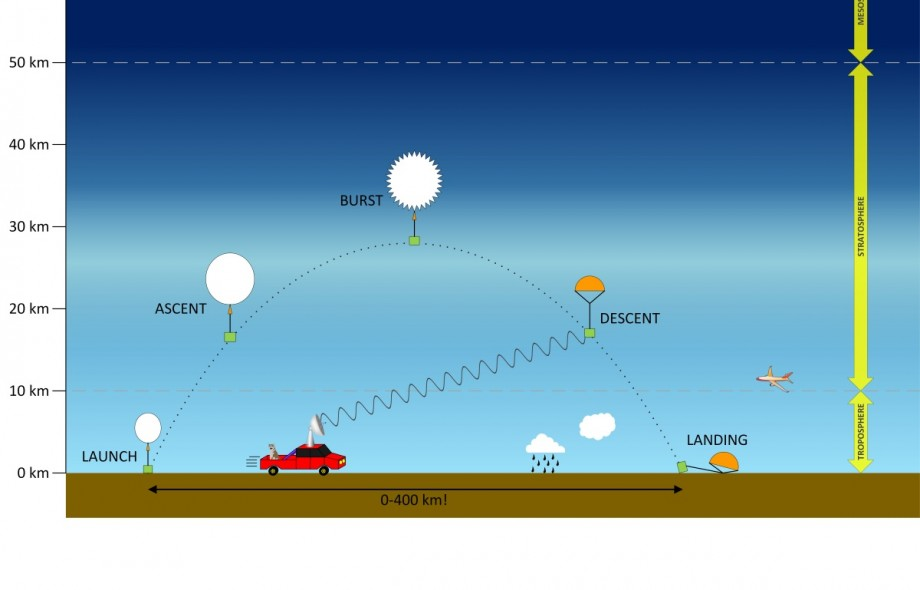 MESOS
50 km
40 km
BURST
30 km
STRATOSPHERE
ASCENT
20 km
DESCENT
10 km
TROPOSPHERE
LANDING
LAUNCH
0 km
0-400 km!